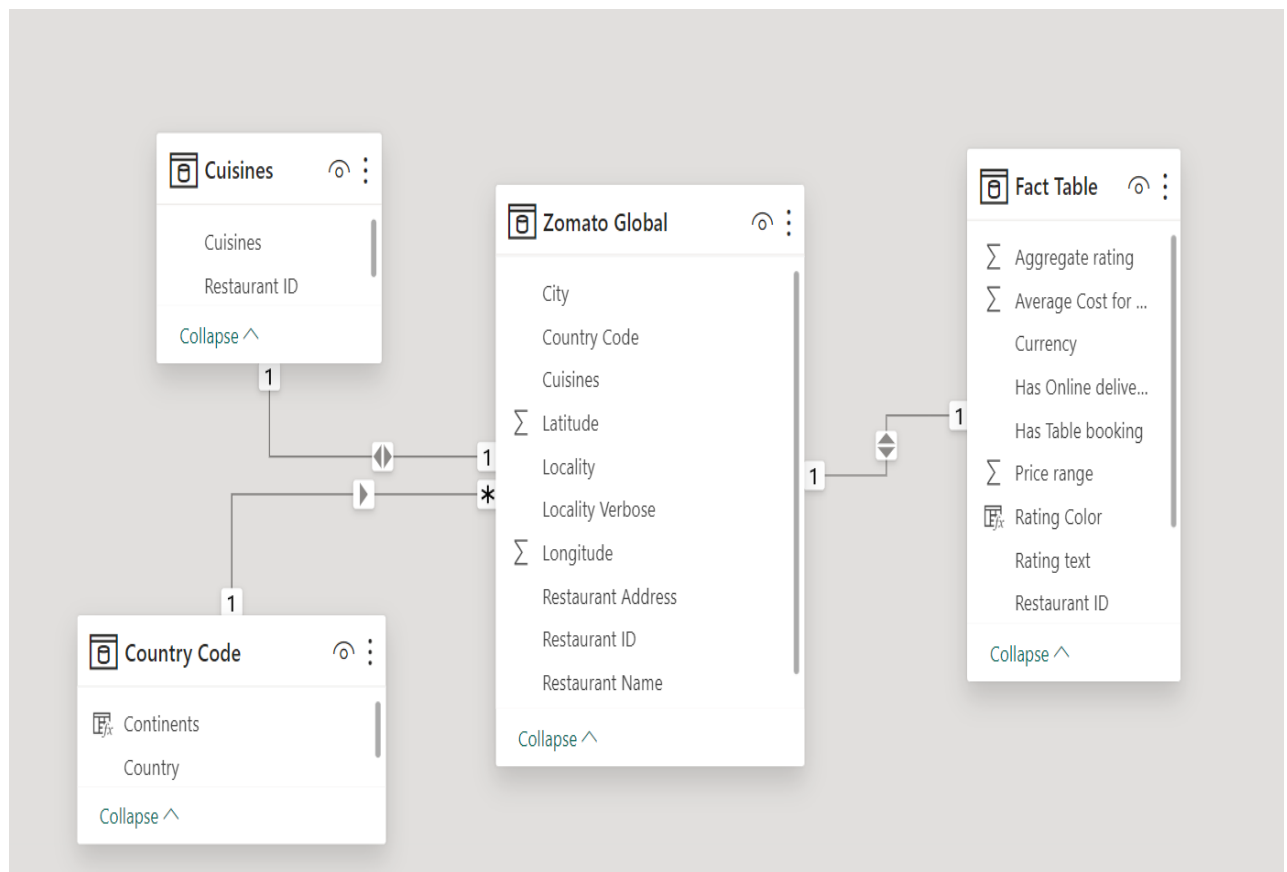 Cuisines
Cuisines
Restaurant ID
Collapse
1
1
*
1
Country Code
Continents
Country
Collapse
Zomato Global
City
Country Code
Cuisines
Latitude
Locality
Locality Verbose
Longitude
Restaurant Address
Restaurant ID
Restaurant Name
Collapse
1
1
Fact Table
Aggregate rating
Average Cost for ...
Currency
Has Online delive...
Has Table booking
Price range
Rating Color
Rating text
Restaurant ID
Collapse